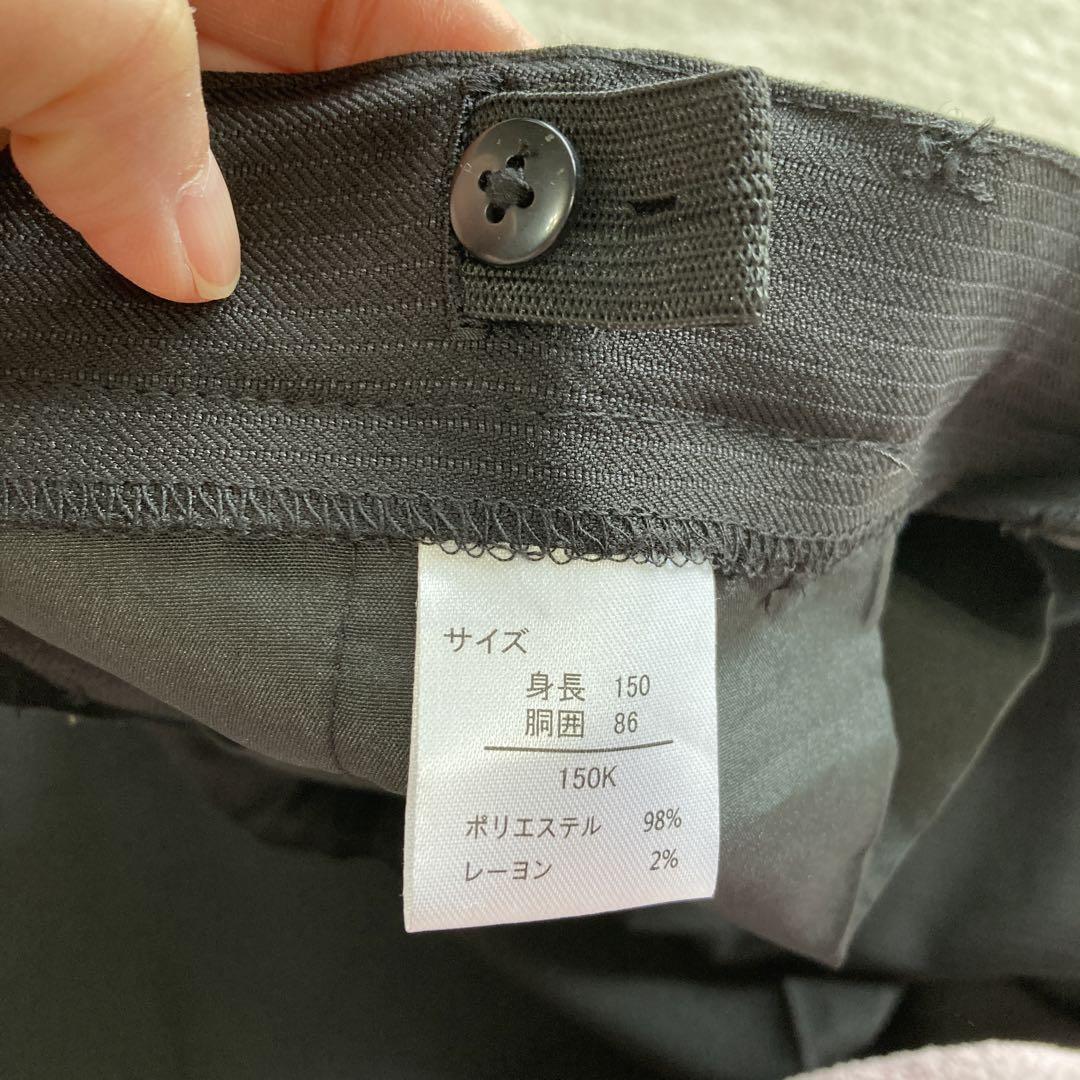 サイズ
身長 150
胴囲 86
150K
ポリエステル 98%
レーヨン 2%